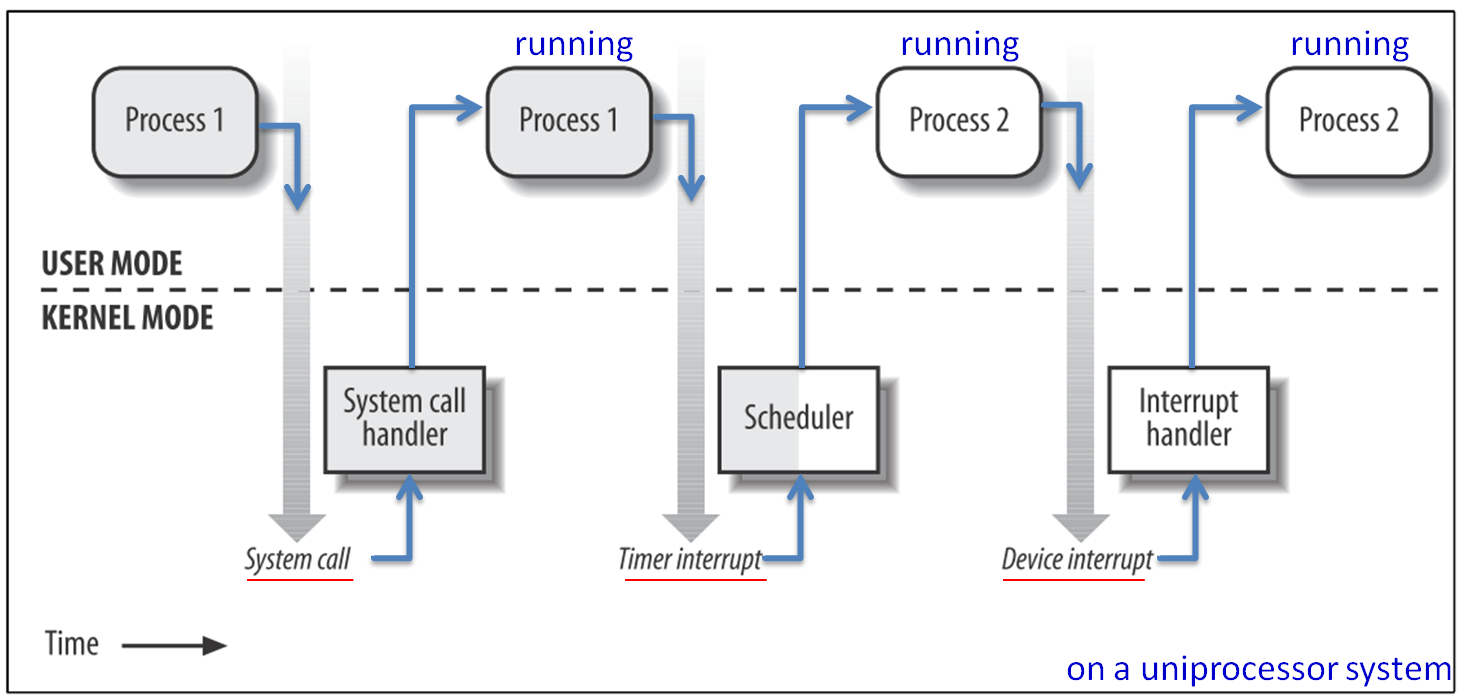 running
running
running
Process 1
Process 1
Process 2
Process 2
USER MODE
KERNEL MODE
System call
handler
Scheduler
Interrupt
handler
System call
Timer interrupt
Device interrupt
Time
on a uniprocessor system